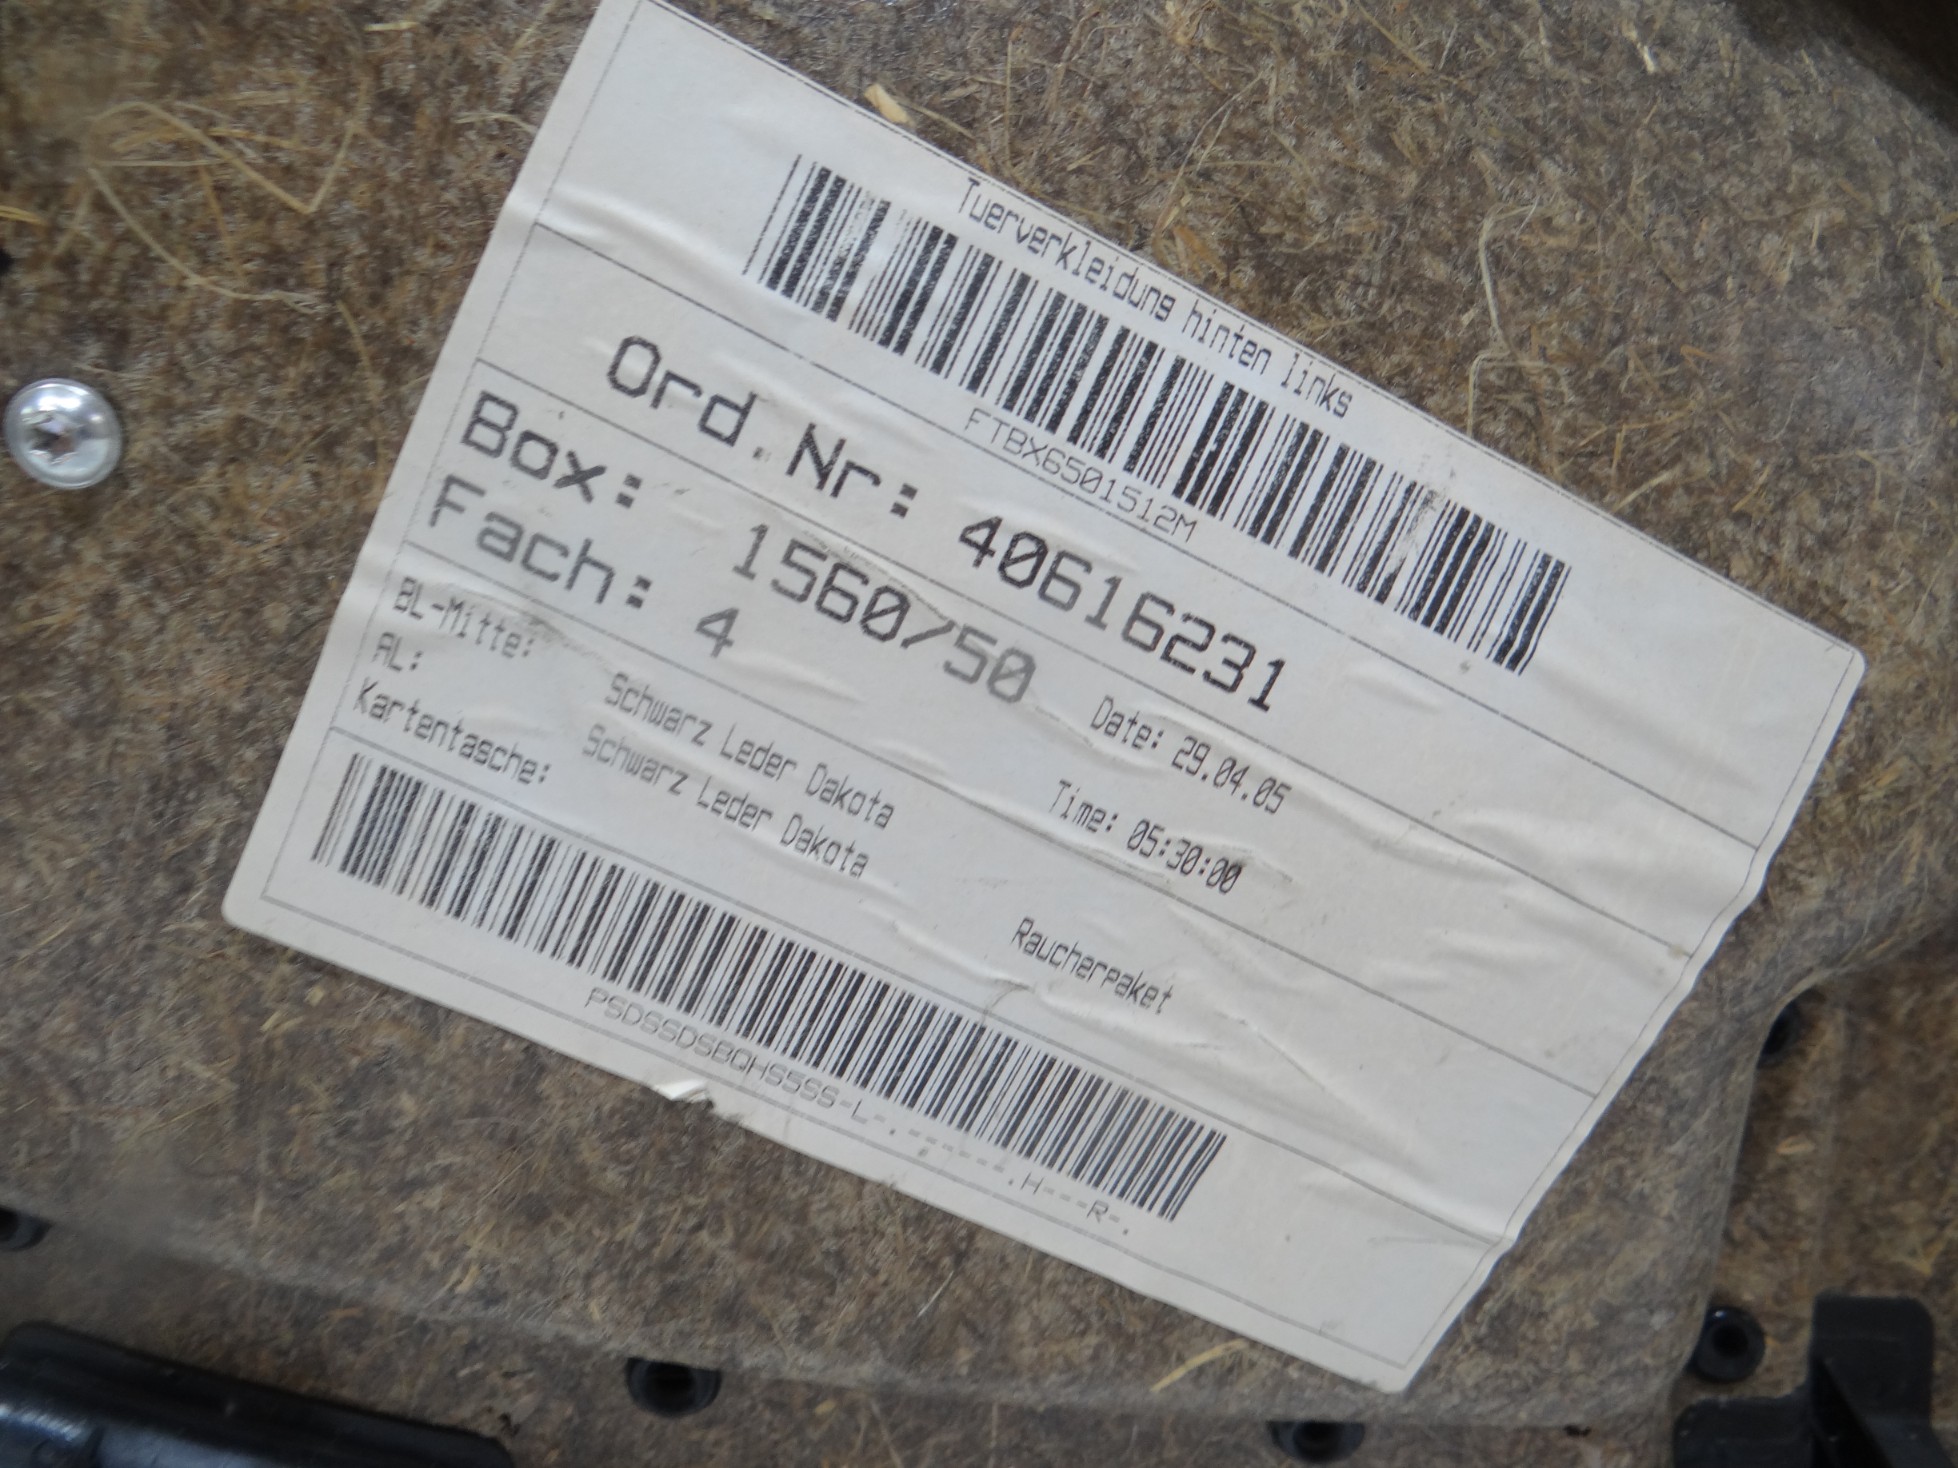 Tuerverkleidung hinten links
FTBX6501512M
Ord.Nr: 40616231
Box: 1560/50 Date: 29.04.05
Fach: 4 Time: 05:30:00
BL-Mitte: Schwarz Leder Dakota
AL: Schwarz Leder Dakota Raucherpaket
Kartentasche:
PSDSSDSBQHS5SS-L-.------.H---R-.